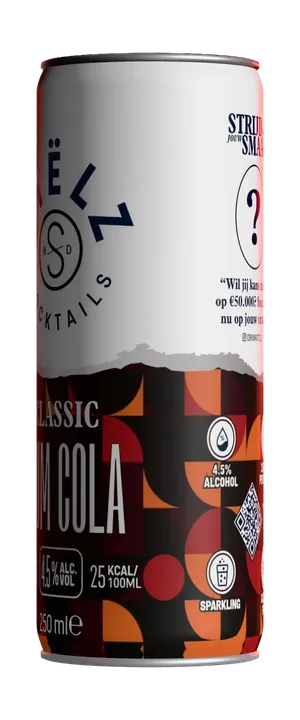 ËLZ
H S D
CKTAILS
CLASSIC
M COLA
4.5% ALC.
VOL
25 KCAL/
100ML
250 ml e
STRIJ
jouw
SMA
?
“Wil jij kans
op €50.000?
nu op jouw
4.5%
ALCOHOL
SPARKLING